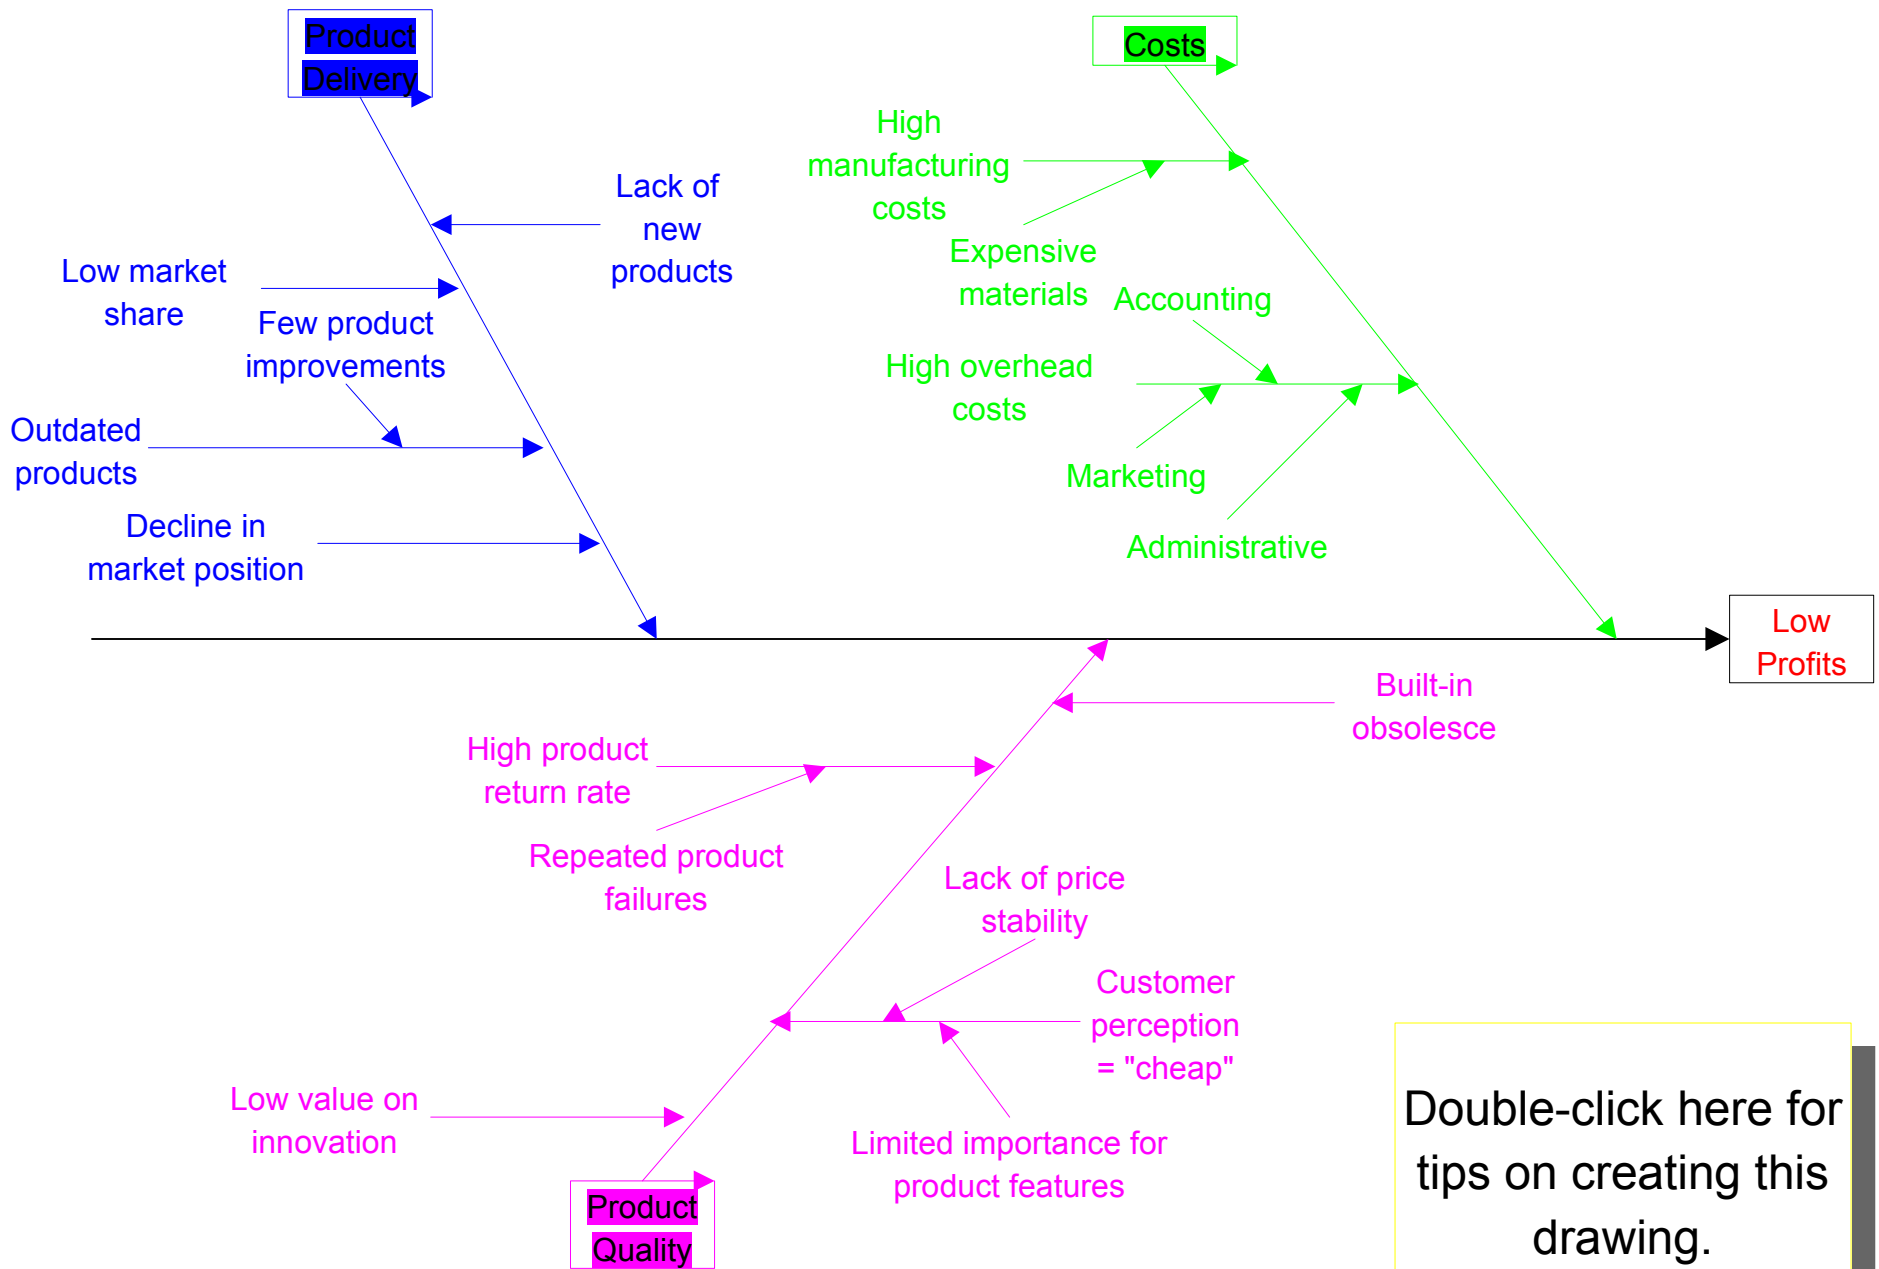 Product
Delivery
Costs
High
manufacturing
costs
Lack of
new
products
Expensive
materials
Low market
share
Accounting
Few product
improvements
High overhead
costs
Outdated
products
Marketing
Decline in
market position
Administrative
Low
Profits
Built-in
obsolesce
High product
return rate
Repeated product
failures
Lack of price
stability
Customer
perception
= "cheap"
Low value on
innovation
Limited importance for
product features
Product
Quality
Double-click here for
tips on creating this
drawing.